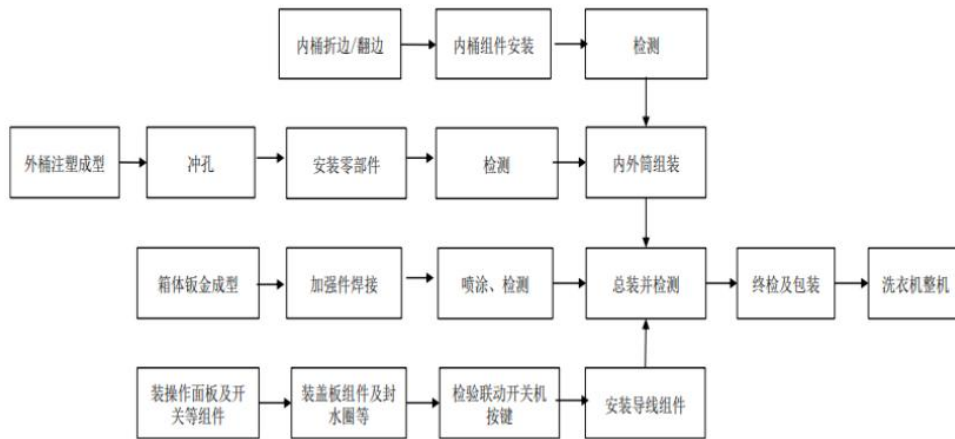 内桶折边/翻边
内桶组件安装
检测
外桶注塑成型
冲孔
安装零部件
检测
内外筒组装
箱体钣金成型
加强件焊接
喷涂、检测
总装并检测
终检及包装
洗衣机整机
装操作面板及开
关等组件
装盖板组件及封
水圈等
检验联动开关机
按键
安装导线组件